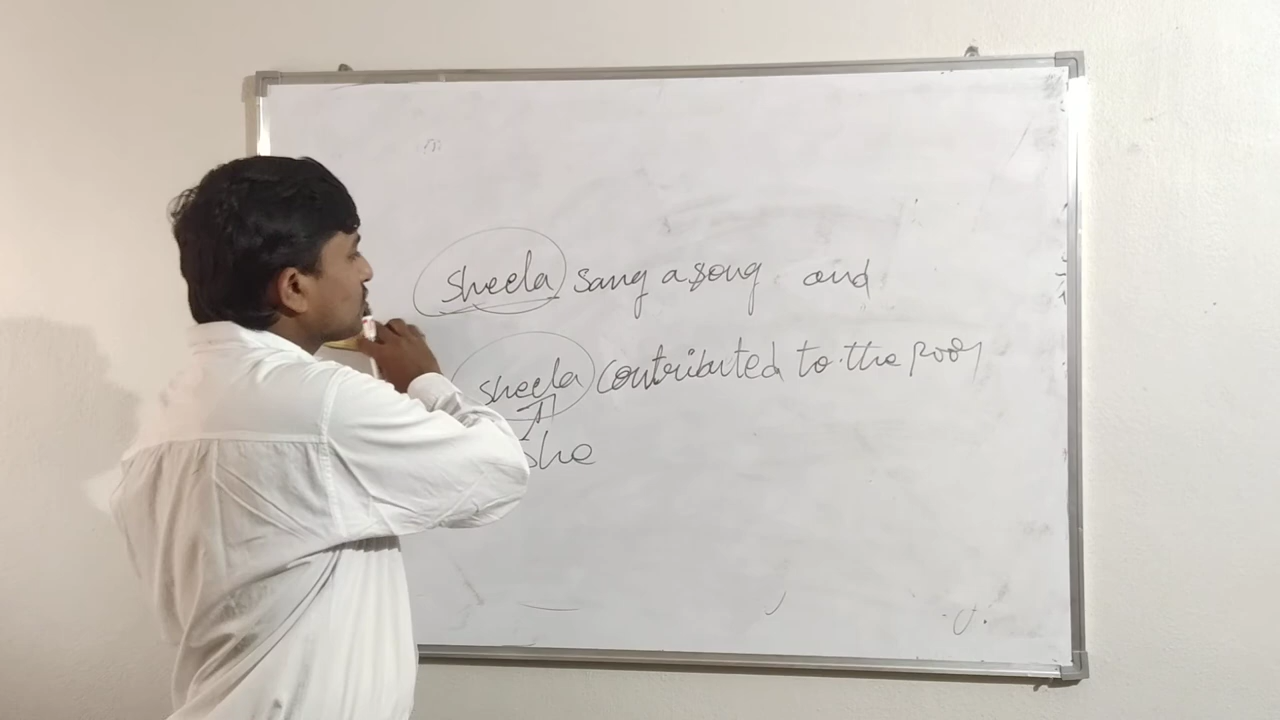 Sheela sang a song and
Sheela Contributed to the poor
She